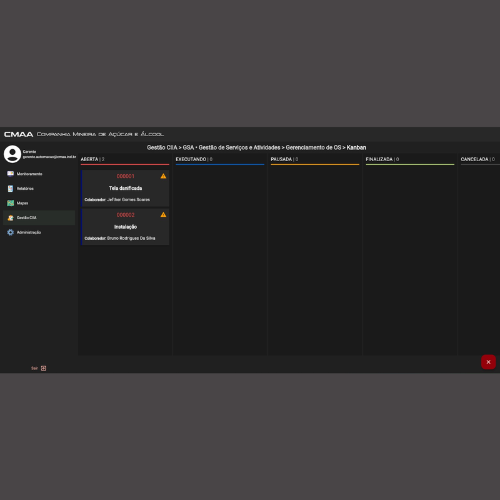 CMAA COMPANHIA MINEIRA DE AÇÚCAR E ÁLCOOL
Gerente
gerente.automacao@cmaa.ind.br
Gestão CIIA > GSA • Gestão de Serviços e Atividades > Gerenciamento de OS > Kanban
ABERTA | 2
EXECUTANDO | 0
PAUSADA | 0
FINALIZADA | 0
CANCELADA | 0
Monitoramento
Relatórios
Mapas
Gestão CIIA
Administração
000001
Tela danificada
Colaborador: Jefiter Gomes Soares
000002
Instalação
Colaborador: Bruno Rodrigues Da Silva
Sair
×